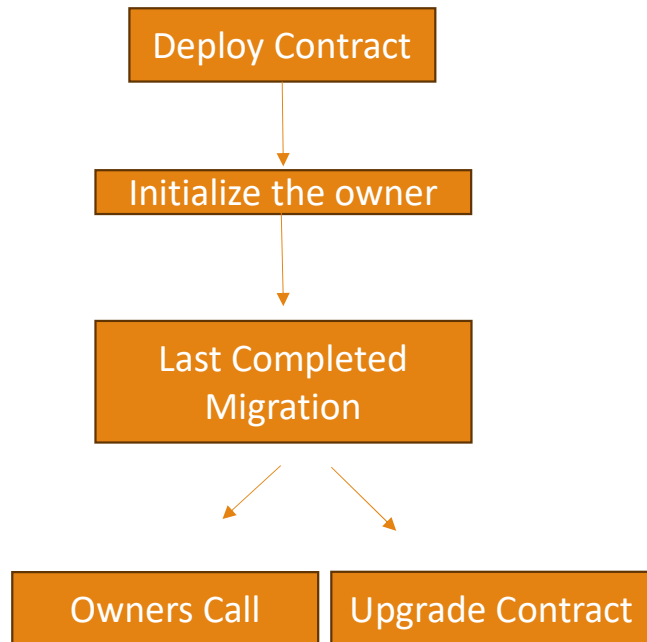 Deploy Contract
Initialize the owner
Last Completed
Migration
Owners Call
Upgrade Contract